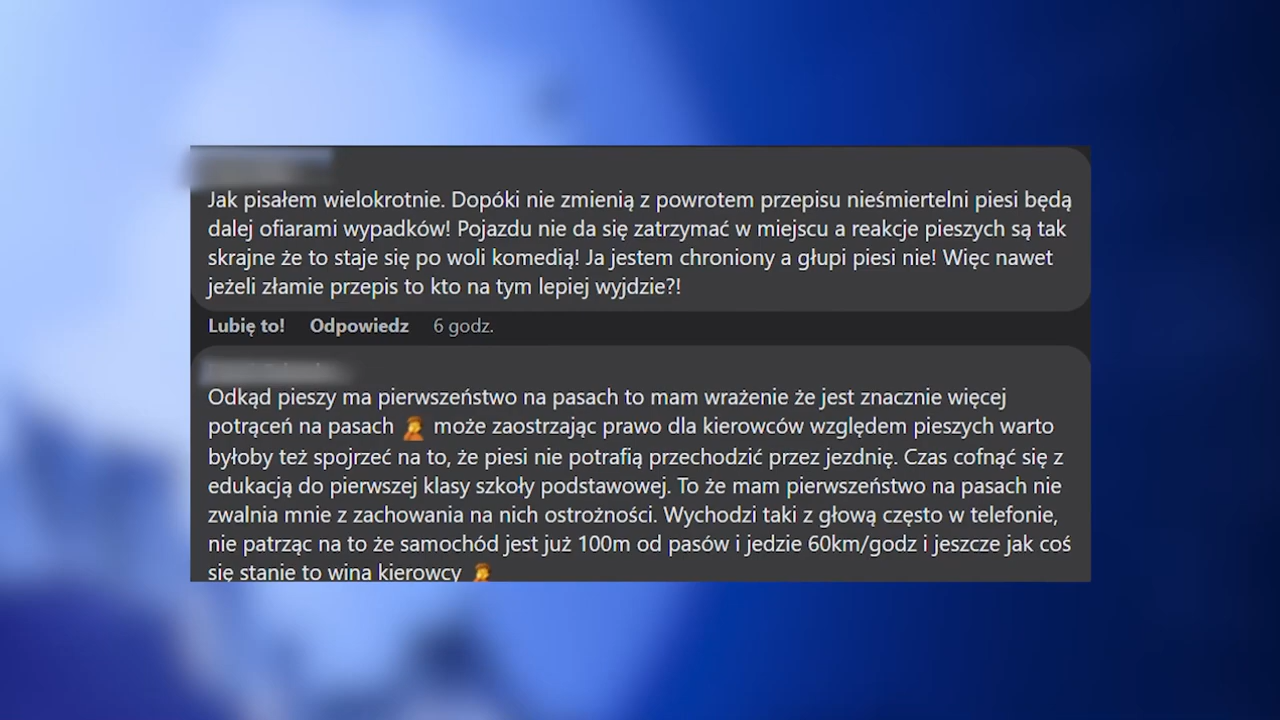 Jak pisałem wielokrotnie. Dopóki nie zmienią z powrotem przepisu nieśmiertelni piesi będą
dalej ofiarami wypadków! Pojazdu nie da się zatrzymać w miejscu a reakcje pieszych są tak
skrajne że to staje się po woli komedią! Ja jestem chroniony a głupi piesi nie! Więc nawet
jeżeli złamie przepis to kto na tym lepiej wyjdzie?!
Lubię to! Odpowiedz 6 godz.
Odkąd pieszy ma pierwszeństwo na pasach to mam wrażenie że jest znacznie więcej
potrąceń na pasach 🤦 może zaostrzając prawo dla kierowców względem pieszych warto
byłoby też spojrzeć na to, że piesi nie potrafią przechodzić przez jezdnię. Czas cofnąć się z
edukacją do pierwszej klasy szkoły podstawowej. To że mam pierwszeństwo na pasach nie
zwalnia mnie z zachowania na nich ostrożności. Wychodzi taki z głową często w telefonie,
nie patrząc na to że samochód jest już 100m od pasów i jedzie 60km/godz i jeszcze jak coś
się stanie to wina kierowcy 🤦